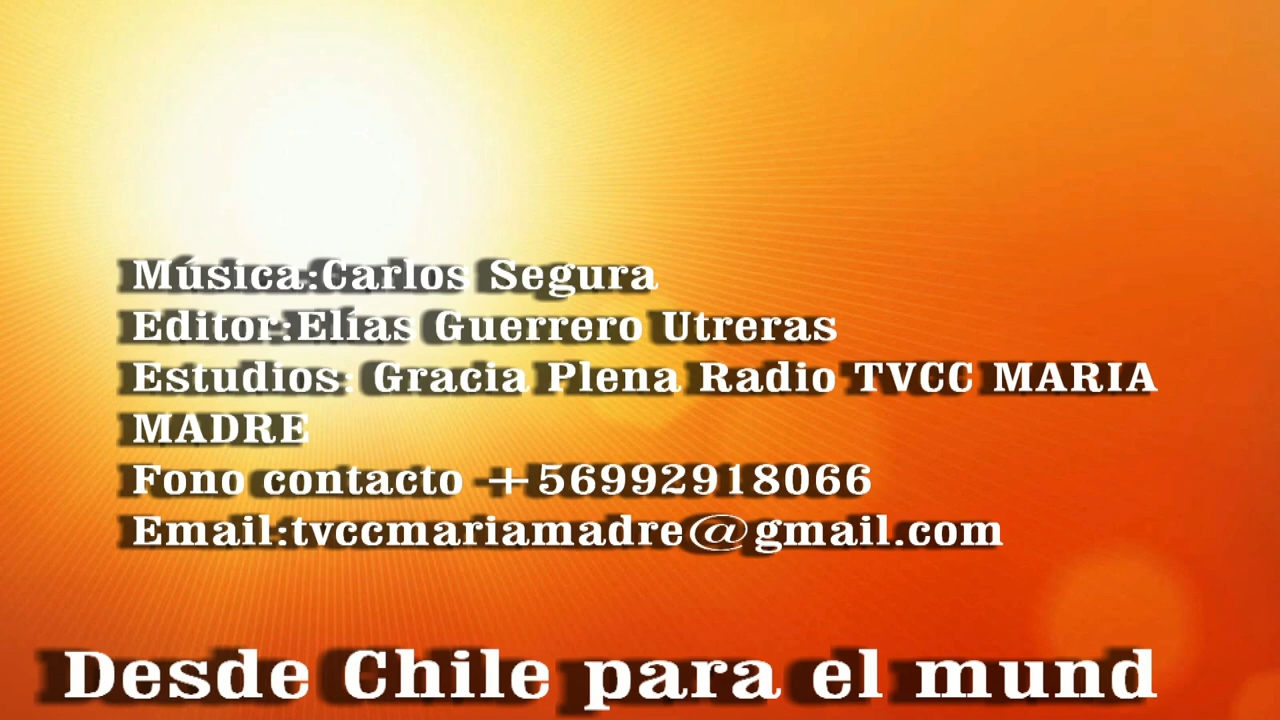 Música:Carlos Segura
Editor:Elías Guerrero Utreras
Estudios: Gracia Plena Radio TVCC MARIA
MADRE
Fono contacto +56992918066
Email:tvccmariamadre@gmail.com
Desde Chile para el mund